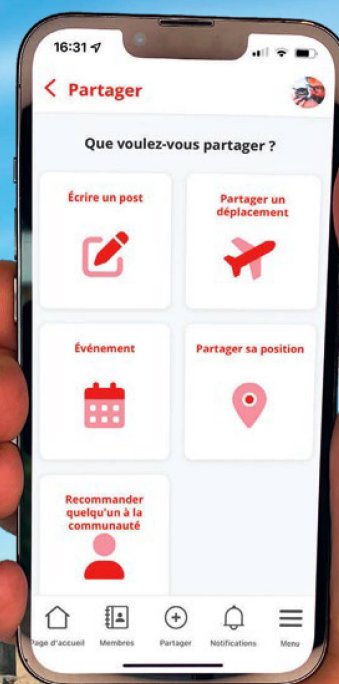 16:31
Partager
Que voulez-vous partager ?
Écrire un post
Partager un
déplacement
Événement
Partager sa position
Recommander
quelqu'un à la
communauté
Page d'accueil
Membres
Partager
Notifications
Menu